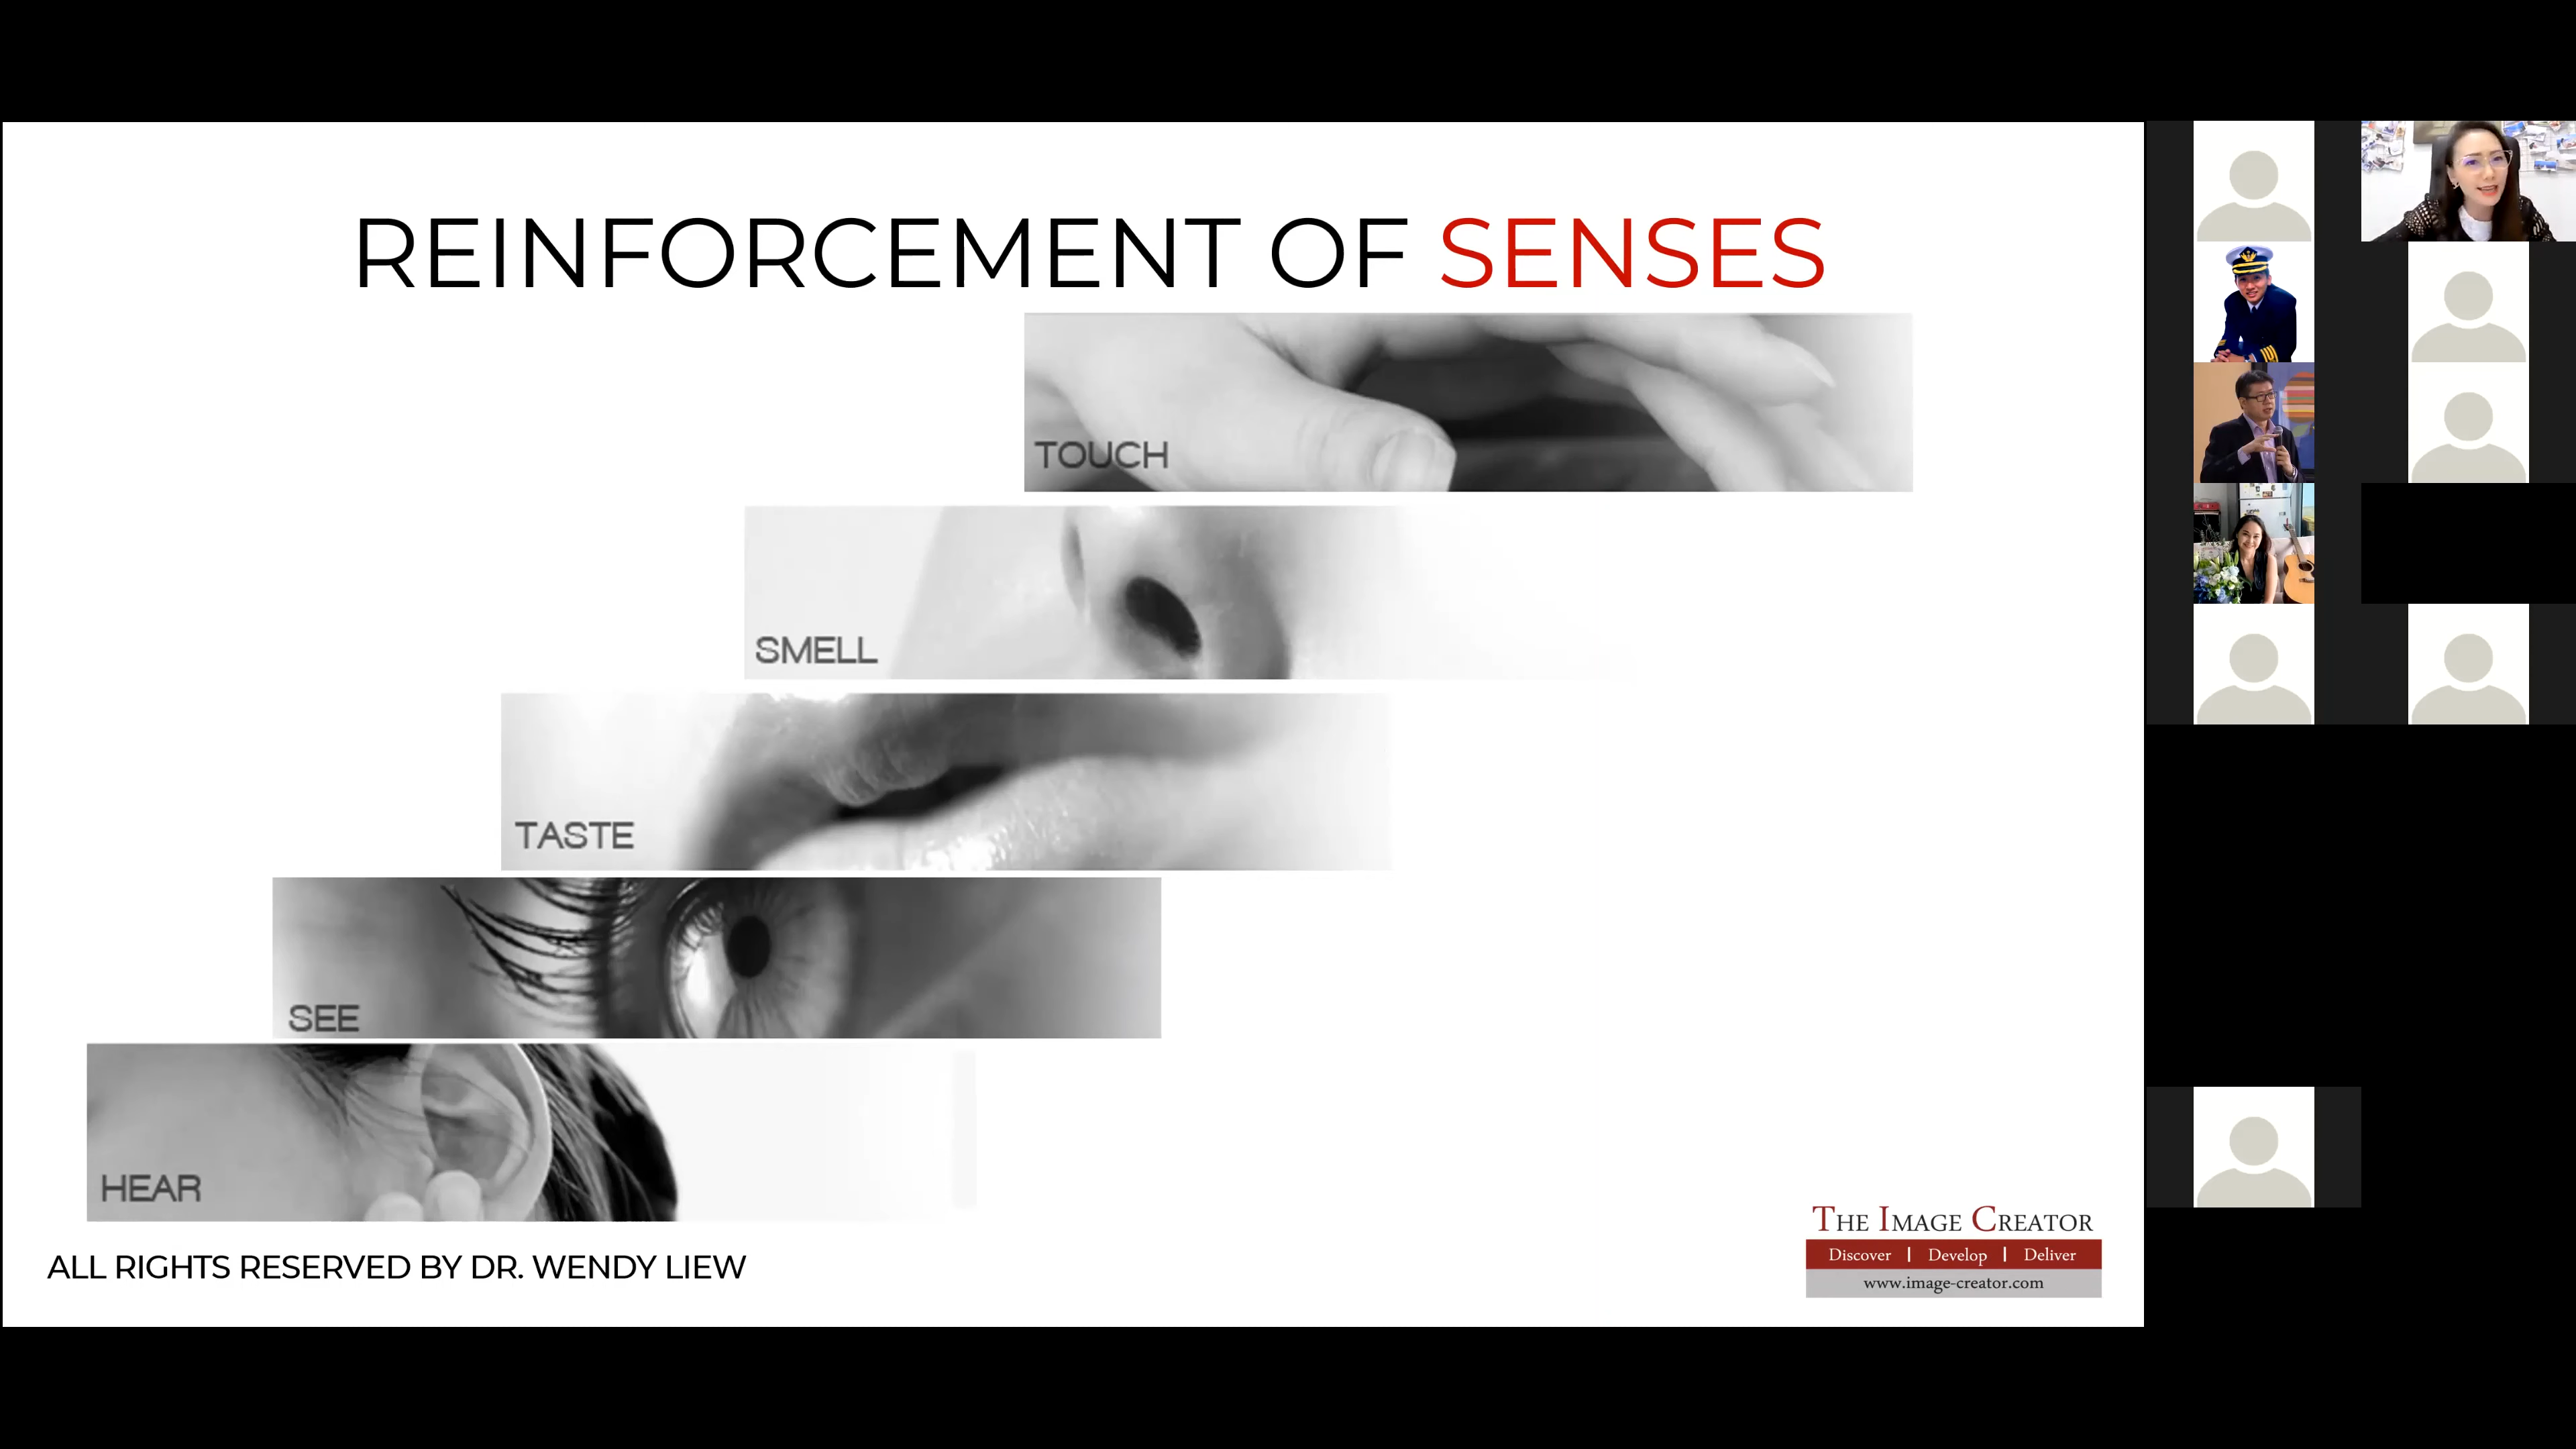 REINFORCEMENT OF SENSES
TOUCH
SMELL
TASTE
SEE
HEAR
ALL RIGHTS RESERVED BY DR. WENDY LIEW
THE IMAGE CREATOR
Discover | Develop | Deliver
www.image-creator.com